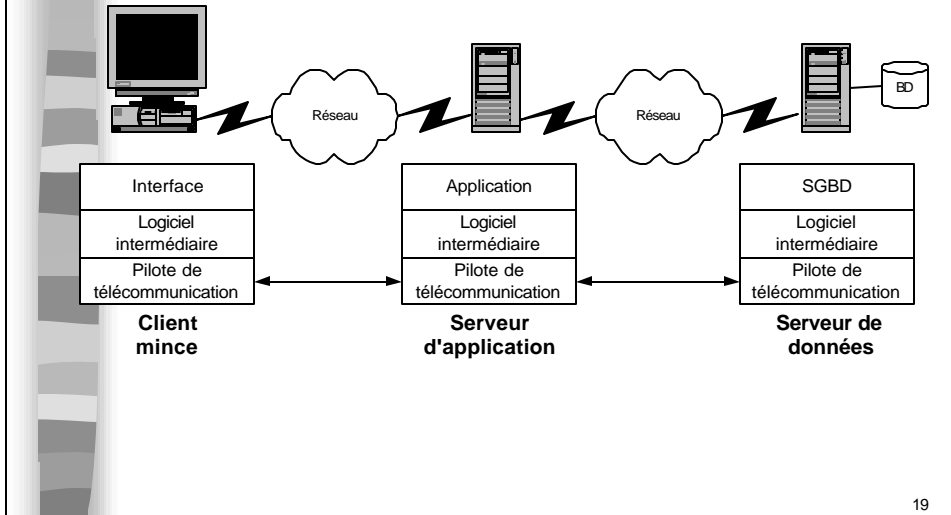 Réseau
Réseau
BD
Interface
Logiciel
intermédiaire
Pilote de
télécommunication
Client
mince
Application
Logiciel
intermédiaire
Pilote de
télécommunication
Serveur
d'application
SGBD
Logiciel
intermédiaire
Pilote de
télécommunication
Serveur de
données
19